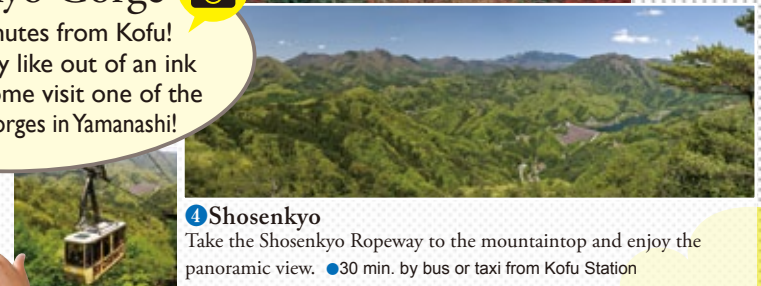 yo Gorge
nutes from Kofu!
y like out of an ink
ome visit one of the
orges in Yamanashi!
4 Shosenkyo
Take the Shosenkyo Ropeway to the mountaintop and enjoy the
panoramic view. ●30 min. by bus or taxi from Kofu Station